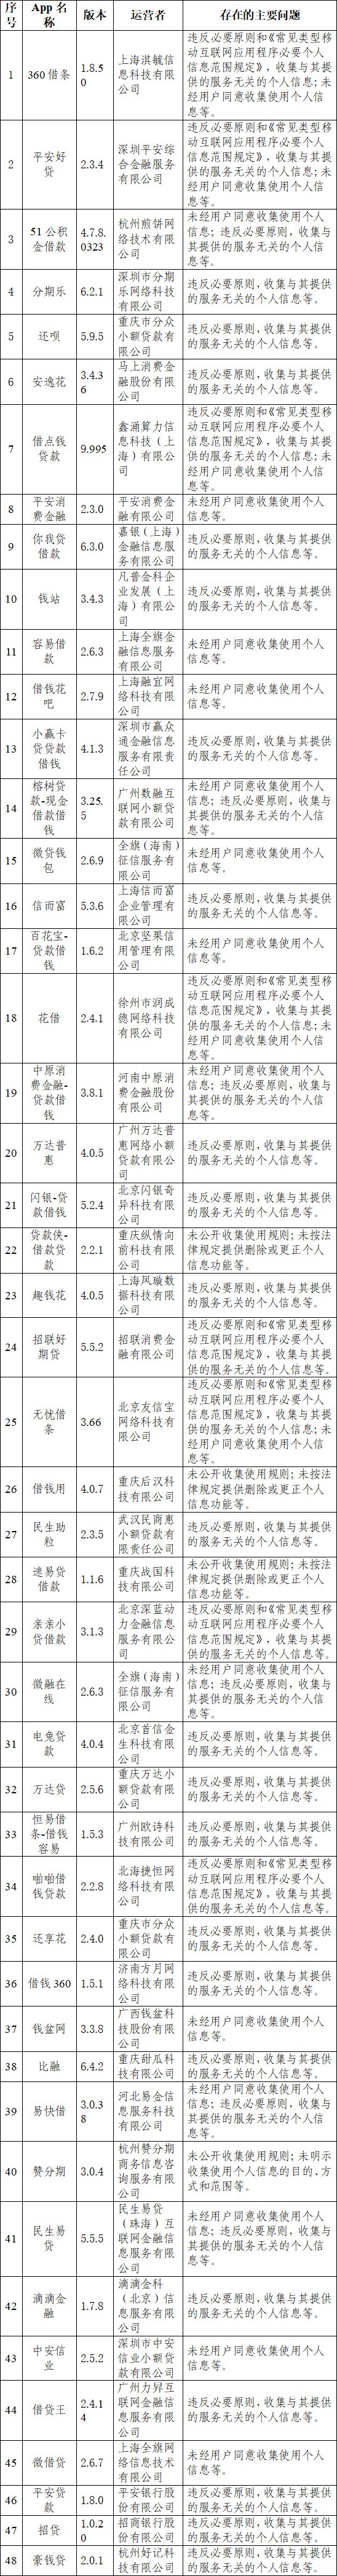 序号 App名称 版本 运营者 存在的主要问题
1 360借条 1.8.50 上海淇毓信息科技有限公司 违反必要原则和《常见类型移动互联网应用程序必要个人信息范围规定》，收集与其提供的服务无关的个人信息；未经用户同意收集使用个人信息等。
2 平安好贷 2.3.4 深圳平安综合金融服务有限公司 违反必要原则和《常见类型移动互联网应用程序必要个人信息范围规定》，收集与其提供的服务无关的个人信息；未经用户同意收集使用个人信息等。
3 51公积金借款 4.7.8.0323 杭州煎饼网络技术有限公司 未经用户同意收集使用个人信息；违反必要原则，收集与其提供的服务无关的个人信息等。
4 分期乐 6.2.1 深圳市分期乐网络科技有限公司 违反必要原则，收集与其提供的服务无关的个人信息等。
5 还呗 5.9.5 重庆市分众小额贷款有限公司 违反必要原则，收集与其提供的服务无关的个人信息等。
6 安逸花 3.4.36 马上消费金融股份有限公司 违反必要原则，收集与其提供的服务无关的个人信息等。
7 借点钱贷款 9.995 鑫涌算力信息科技（上海）有限公司 违反必要原则和《常见类型移动互联网应用程序必要个人信息范围规定》，收集与其提供的服务无关的个人信息；未经用户同意收集使用个人信息等。
8 平安消费金融 2.3.0 平安消费金融有限公司 未经用户同意收集使用个人信息等。
9 你我贷借款 6.3.0 嘉银（上海）金融信息服务有限公司 违反必要原则，收集与其提供的服务无关的个人信息等。
10 钱站 3.4.3 凡普金科企业发展（上海）有限公司 违反必要原则，收集与其提供的服务无关的个人信息等。
11 容易借款 2.6.3 上海全旗金融信息服务有限公司 未经用户同意收集使用个人信息等。
12 借钱花吧 2.7.9 上海融宜网络科技有限公司 未经用户同意收集使用个人信息等。
13 小赢卡贷贷款借钱 4.1.3 深圳市赢众通金融信息服务有限责任公司 违反必要原则，收集与其提供的服务无关的个人信息等。
14 榕树贷款-现金借款借钱 3.25.5 广州数融互联网小额贷款有限公司 未经用户同意收集使用个人信息；违反必要原则，收集与其提供的服务无关的个人信息等。
15 微贷钱包 2.6.9 全旗（海南）征信服务有限公司 未经用户同意收集使用个人信息等。
16 信而富 5.3.6 上海信而富企业管理有限公司 违反必要原则，收集与其提供的服务无关的个人信息等。
17 百花宝-贷款借钱 1.6.2 北京坚果信用管理有限公司 未经用户同意收集使用个人信息等。
18 花借 2.4.1 徐州市润成德网络科技有限公司 违反必要原则和《常见类型移动互联网应用程序必要个人信息范围规定》，收集与其提供的服务无关的个人信息；未经用户同意收集使用个人信息等。
19 中原消费金融-贷款借钱 3.8.1 河南中原消费金融股份有限公司 未经用户同意收集使用个人信息；违反必要原则，收集与其提供的服务无关的个人信息等。
20 万达普惠 4.0.5 广州万达普惠网络小额贷款有限公司 违反必要原则，收集与其提供的服务无关的个人信息等。
21 闪银-贷款借钱 5.2.4 北京闪银奇异科技有限公司 违反必要原则，收集与其提供的服务无关的个人信息等。
22 贷款侠-借款贷款 2.2.1 重庆纵情向前科技有限公司 未公开收集使用规则；未按法律规定提供删除或更正个人信息功能等。
23 趣钱花 4.0.5 上海风璇数据科技有限公司 违反必要原则，收集与其提供的服务无关的个人信息等。
24 招联好期贷 5.5.2 招联消费金融有限公司 违反必要原则和《常见类型移动互联网应用程序必要个人信息范围规定》，收集与其提供的服务无关的个人信息等。
25 无忧借条 3.66 北京友信宝网络科技有限公司 违反必要原则和《常见类型移动互联网应用程序必要个人信息范围规定》，收集与其提供的服务无关的个人信息；未经用户同意收集使用个人信息等。
26 借钱用 4.0.7 重庆后汉科技有限公司 未公开收集使用规则；未按法律规定提供删除或更正个人信息功能等。
27 民生助粒 2.3.5 武汉民商惠小额贷款有限责任公司 违反必要原则，收集与其提供的服务无关的个人信息等。
28 速易贷借款 1.1.6 重庆战国科技有限公司 未公开收集使用规则；未按法律规定提供删除或更正个人信息功能等。
29 亲亲小贷借款 3.1.3 北京深蓝动力金融信息服务有限公司 违反必要原则和《常见类型移动互联网应用程序必要个人信息范围规定》，收集与其提供的服务无关的个人信息等。
30 微融在线 2.6.3 全旗（海南）征信服务有限公司 未经用户同意收集使用个人信息；违反必要原则，收集与其提供的服务无关的个人信息等。
31 电兔贷款 4.0.4 北京首信金生科技有限公司 违反必要原则，收集与其提供的服务无关的个人信息等。
32 万达贷 2.5.6 重庆万达小额贷款有限公司 违反必要原则，收集与其提供的服务无关的个人信息等。
33 恒易借条-借钱容易 1.5.3 广州欧诗科技有限公司 违反必要原则，收集与其提供的服务无关的个人信息等。
34 啪啪借钱贷款 2.2.8 北海捷恒网络科技有限公司 违反必要原则和《常见类型移动互联网应用程序必要个人信息范围规定》，收集与其提供的服务无关的个人信息等。
35 还享花 2.4.0 重庆市分众小额贷款有限公司 违反必要原则，收集与其提供的服务无关的个人信息等。
36 借钱360 1.5.1 济南方月网络科技有限公司 违反必要原则，收集与其提供的服务无关的个人信息等。
37 钱盆网 3.3.8 广西钱盆科技股份有限公司 未经用户同意收集使用个人信息等。
38 比融 6.4.2 重庆甜瓜科技有限公司 违反必要原则，收集与其提供的服务无关的个人信息等。
39 易快借 3.0.38 河北易金信息服务科技有限公司 未经用户同意收集使用个人信息；违反必要原则，收集与其提供的服务无关的个人信息等。
40 赞分期 3.0.4 杭州赞分期商务信息咨询服务有限公司 未公开收集使用规则；未明示收集使用个人信息的目的、方式和范围等。
41 民生易贷 5.5.5 民生易贷（珠海）互联网金融信息服务有限公司 未经用户同意收集使用个人信息；违反必要原则，收集与其提供的服务无关的个人信息等。
42 滴滴金融 1.7.8 滴滴金科（北京）信息服务有限公司 违反必要原则，收集与其提供的服务无关的个人信息等。
43 中安信业 2.5.2 深圳市中安信业小额贷款有限公司 未经用户同意收集使用个人信息等。
44 借贷王 2.4.14 广州力昇互联网金融信息服务有限公司 违反必要原则，收集与其提供的服务无关的个人信息等。
45 微借贷 2.6.7 上海全旗网络信息技术有限公司 未经用户同意收集使用个人信息等。
46 平安贷款 1.8.0 平安银行股份有限公司 违反必要原则，收集与其提供的服务无关的个人信息等。
47 招贷 1.0.20 招商银行股份有限公司 违反必要原则，收集与其提供的服务无关的个人信息等。
48 豪钱贷 2.0.1 杭州好记科技有限公司 违反必要原则，收集与其提供的服务无关的个人信息等。